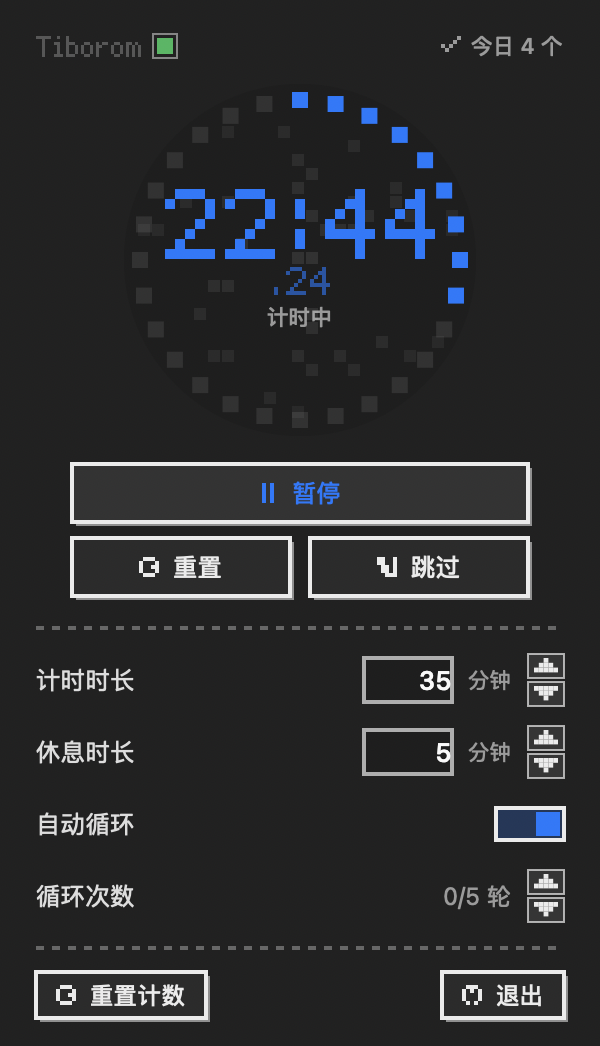 Tiborom
今日 4 个
22:44
.24
计时中
暂停
重置
跳过
计时时长 35 分钟
休息时长 5 分钟
自动循环
循环次数 0/5 轮
重置计数
退出